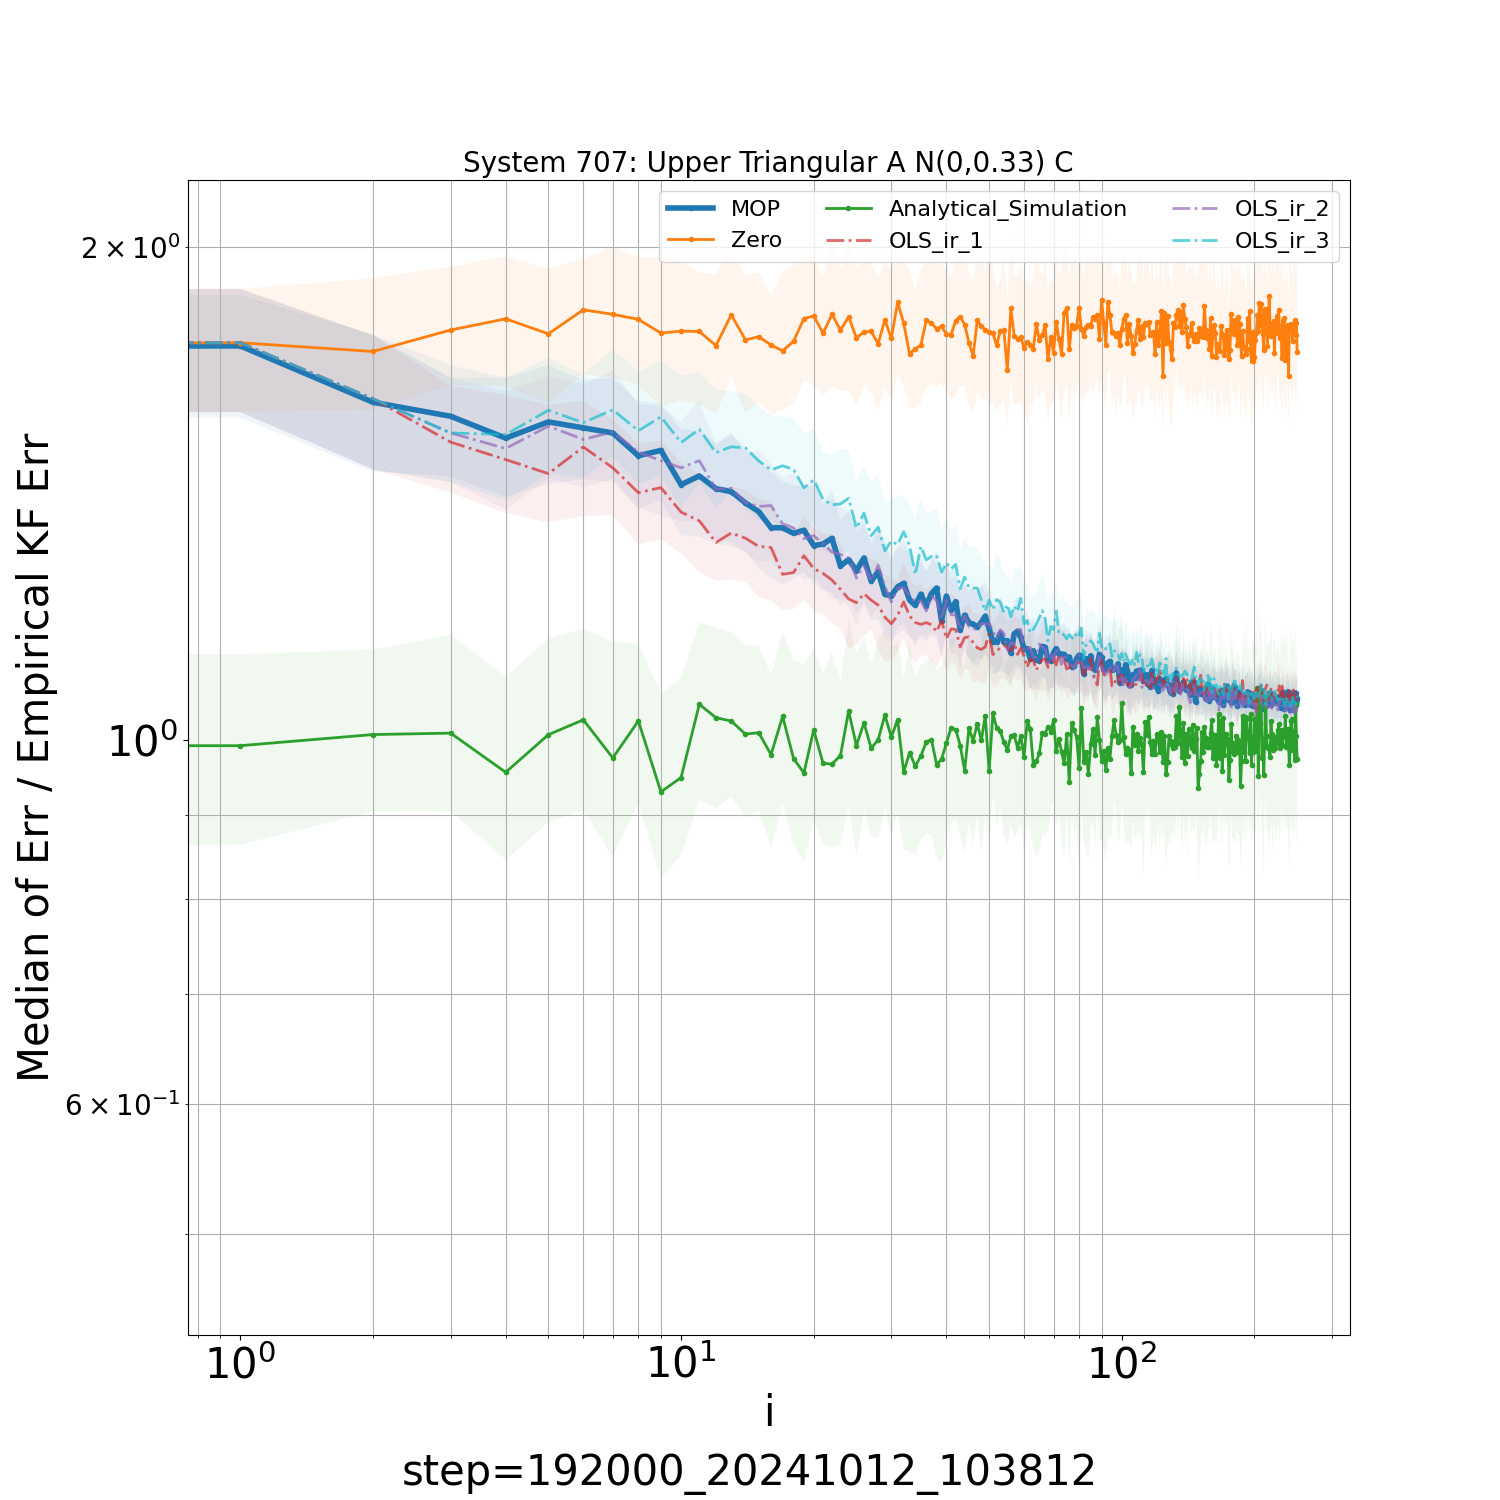 System 707: Upper Triangular A N(0,0.33) C
MOP
Zero
Analytical_Simulation
OLS_ir_1
OLS_ir_2
OLS_ir_3
Median of Err / Empirical KF Err
2 × 10⁰
10⁰
6 × 10⁻¹
10⁰ 10¹ 10²
i
step=192000_20241012_103812